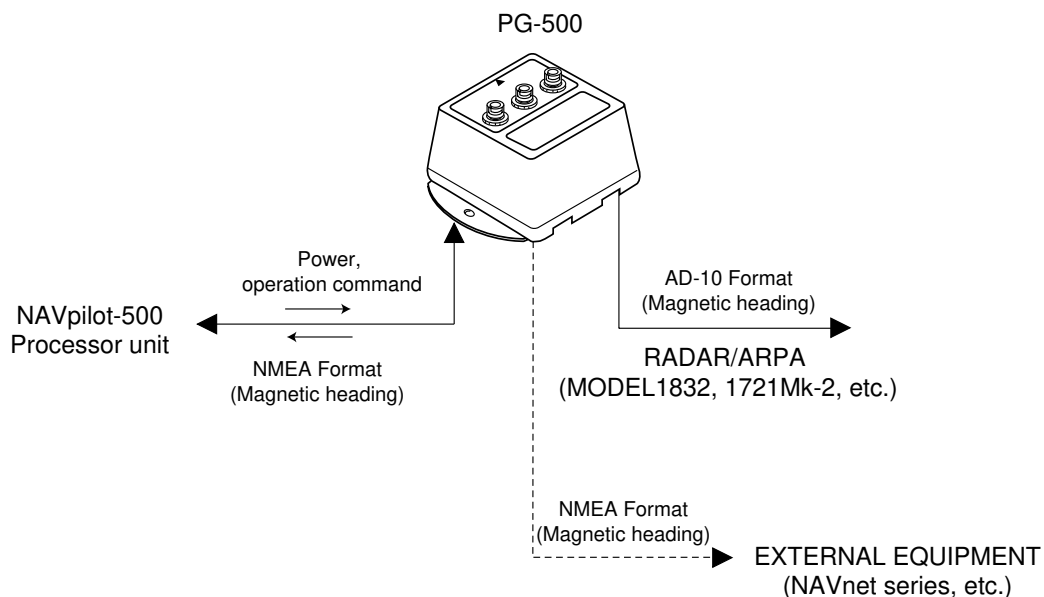 PG-500
Power,
operation command
NAVpilot-500
Processor unit
NMEA Format
(Magnetic heading)
AD-10 Format
(Magnetic heading)
RADAR/ARPA
(MODEL1832, 1721Mk-2, etc.)
NMEA Format
(Magnetic heading)
EXTERNAL EQUIPMENT
(NAVnet series, etc.)